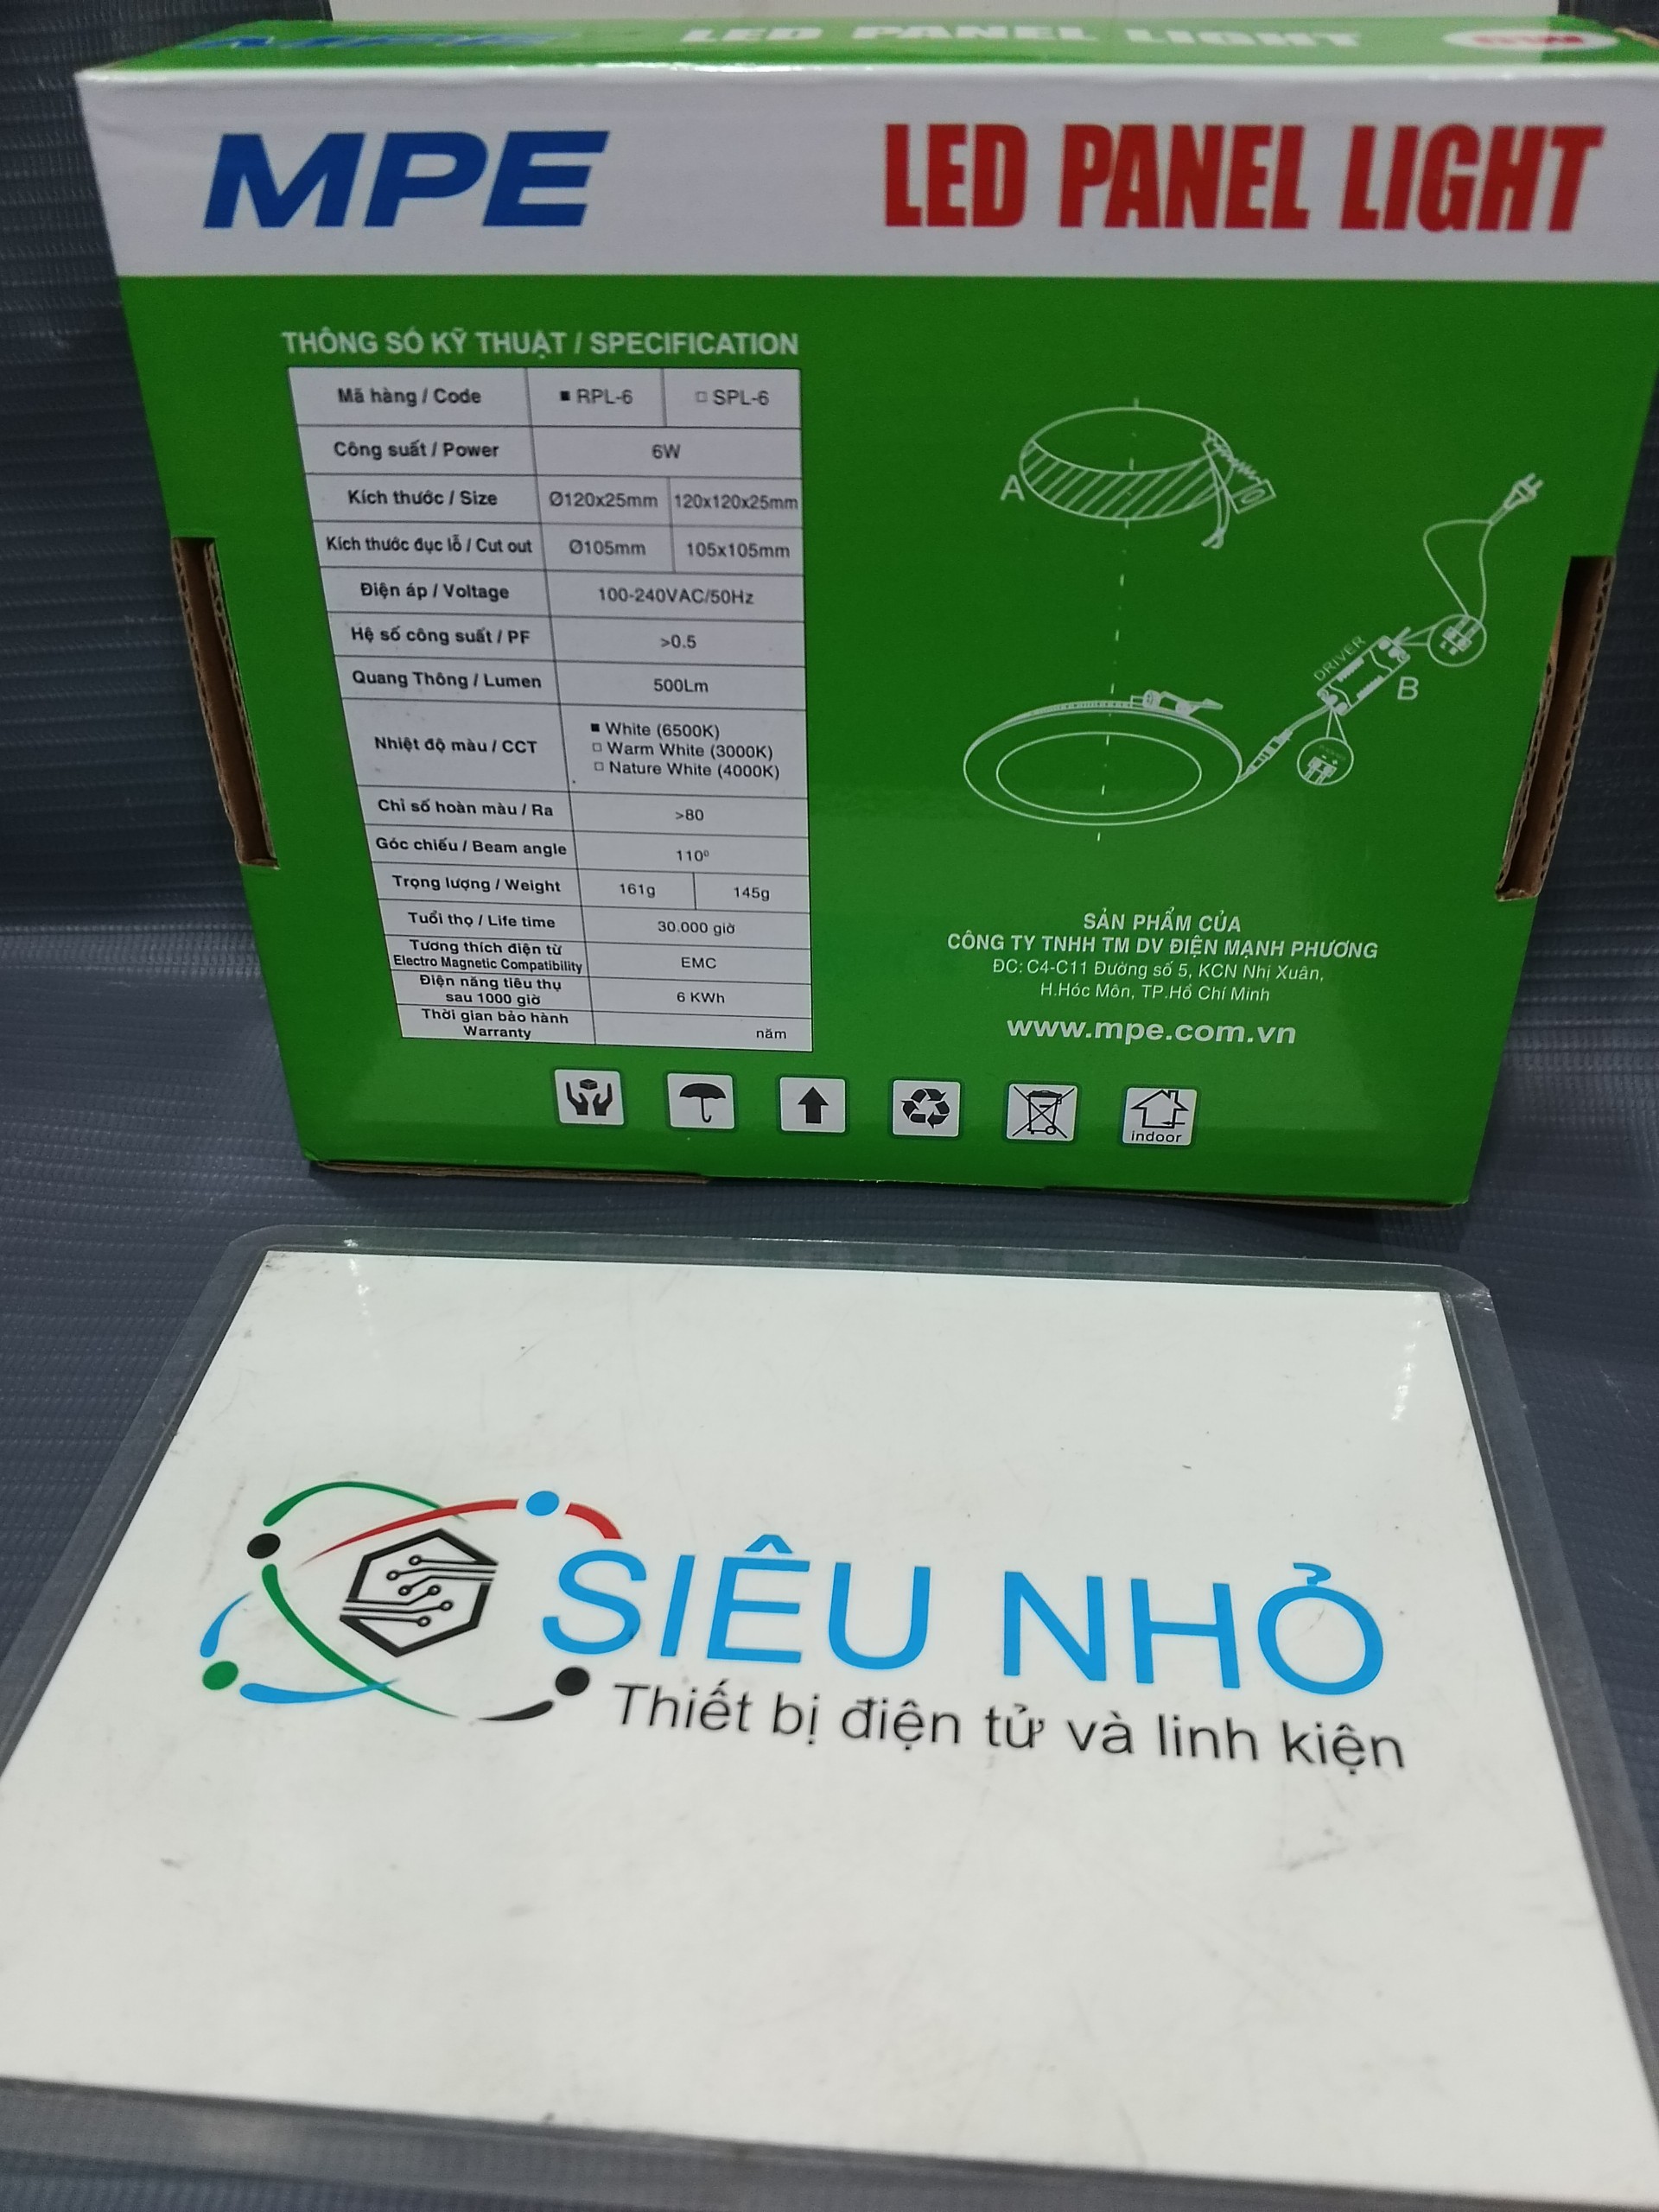 MPE LED PANEL LIGHT 6W
MPE LED PANEL LIGHT
THÔNG SỐ KỸ THUẬT / SPECIFICATION
Mã hàng / Code ■ RPL-6 □ SPL-6
Công suất / Power 6W
Kích thước / Size Ø120x25mm 120x120x25mm
Kích thước đục lỗ / Cut out Ø105mm 105x105mm
Điện áp / Voltage 100-240VAC/50Hz
Hệ số công suất / PF >0.5
Quang Thông / Lumen 500Lm
Nhiệt độ màu / CCT ■ White (6500K)
□ Warm White (3000K)
□ Nature White (4000K)
Chỉ số hoàn màu / Ra >80
Góc chiếu / Beam angle 110⁰
Trọng lượng / Weight 161g 145g
Tuổi thọ / Life time 30.000 giờ
Tương thích điện từ
Electro Magnetic Compatibility EMC
Điện năng tiêu thụ
sau 1000 giờ 6 KWh
Thời gian bảo hành
Warranty năm
A
DRIVER
B
SẢN PHẨM CỦA
CÔNG TY TNHH TM DV ĐIỆN MẠNH PHƯƠNG
ĐC: C4-C11 Đường số 5, KCN Nhị Xuân,
H.Hóc Môn, TP.Hồ Chí Minh
www.mpe.com.vn
indoor
SIÊU NHỎ
Thiết bị điện tử và linh kiện